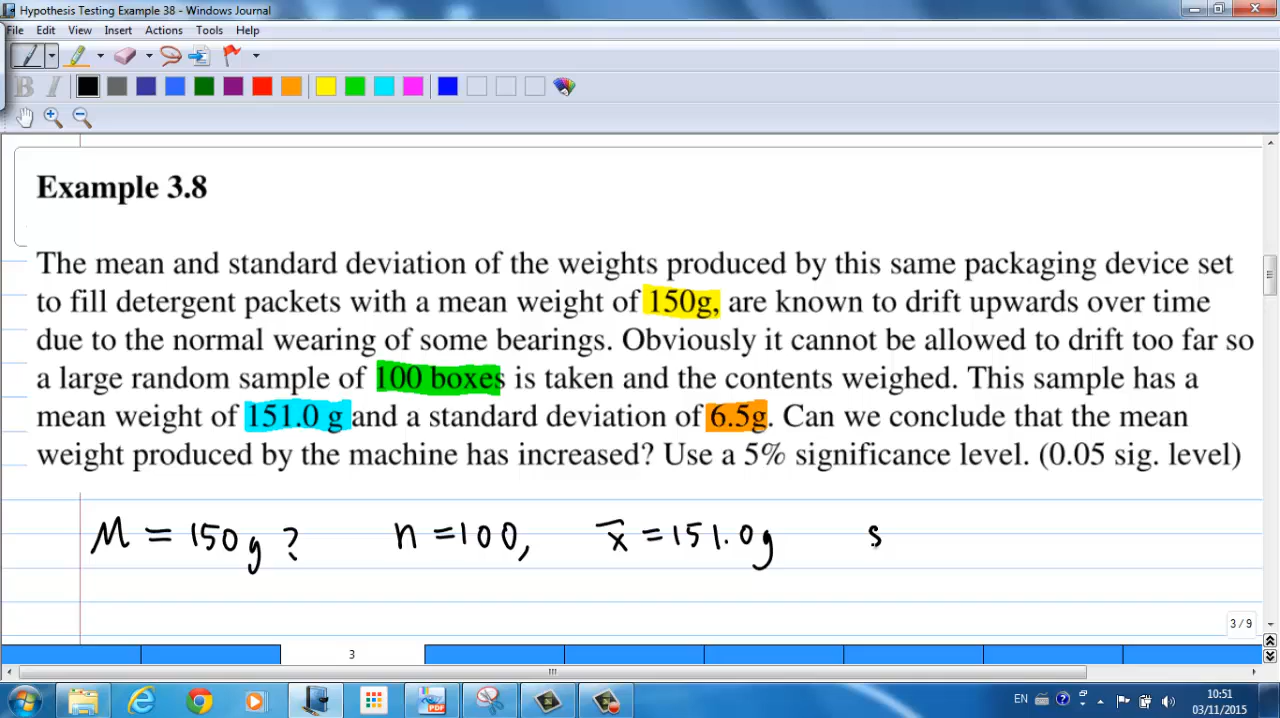 Hypothesis Testing Example 38 - Windows Journal
File Edit View Insert Actions Tools Help
B I
Example 3.8
The mean and standard deviation of the weights produced by this same packaging device set
to fill detergent packets with a mean weight of 150g, are known to drift upwards over time
due to the normal wearing of some bearings. Obviously it cannot be allowed to drift too far so
a large random sample of 100 boxes is taken and the contents weighed. This sample has a
mean weight of 151.0 g and a standard deviation of 6.5g. Can we conclude that the mean
weight produced by the machine has increased? Use a 5% significance level. (0.05 sig. level)
M = 150g ? n = 100, x̄ = 151.0g s
3 / 9
3
PDF
EN 10:51
03/11/2015